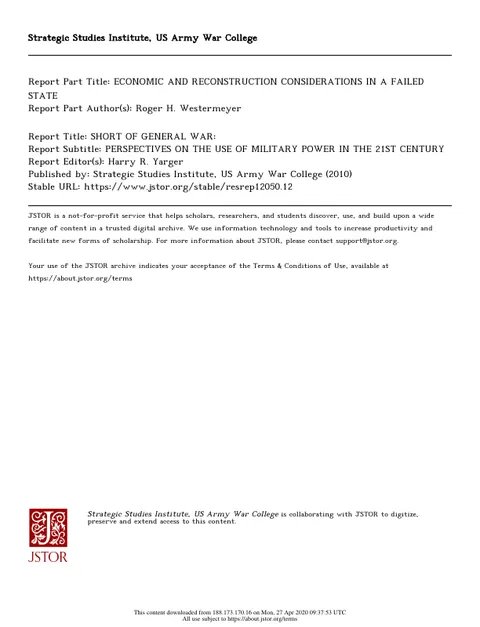 Strategic Studies Institute, US Army War College
Report Part Title: ECONOMIC AND RECONSTRUCTION CONSIDERATIONS IN A FAILED
STATE
Report Part Author(s): Roger H. Westermeyer
Report Title: SHORT OF GENERAL WAR:
Report Subtitle: PERSPECTIVES ON THE USE OF MILITARY POWER IN THE 21ST CENTURY
Report Editor(s): Harry R. Yarger
Published by: Strategic Studies Institute, US Army War College (2010)
Stable URL: https://www.jstor.org/stable/resrep12050.12
JSTOR is a not-for-profit service that helps scholars, researchers, and students discover, use, and build upon a wide
range of content in a trusted digital archive. We use information technology and tools to increase productivity and
facilitate new forms of scholarship. For more information about JSTOR, please contact support@jstor.org.
Your use of the JSTOR archive indicates your acceptance of the Terms & Conditions of Use, available at
https://about.jstor.org/terms
Strategic Studies Institute, US Army War College is collaborating with JSTOR to digitize,
preserve and extend access to this content.
JSTOR
This content downloaded from 188.173.170.16 on Mon, 27 Apr 2020 09:37:53 UTC
All use subject to https://about.jstor.org/terms